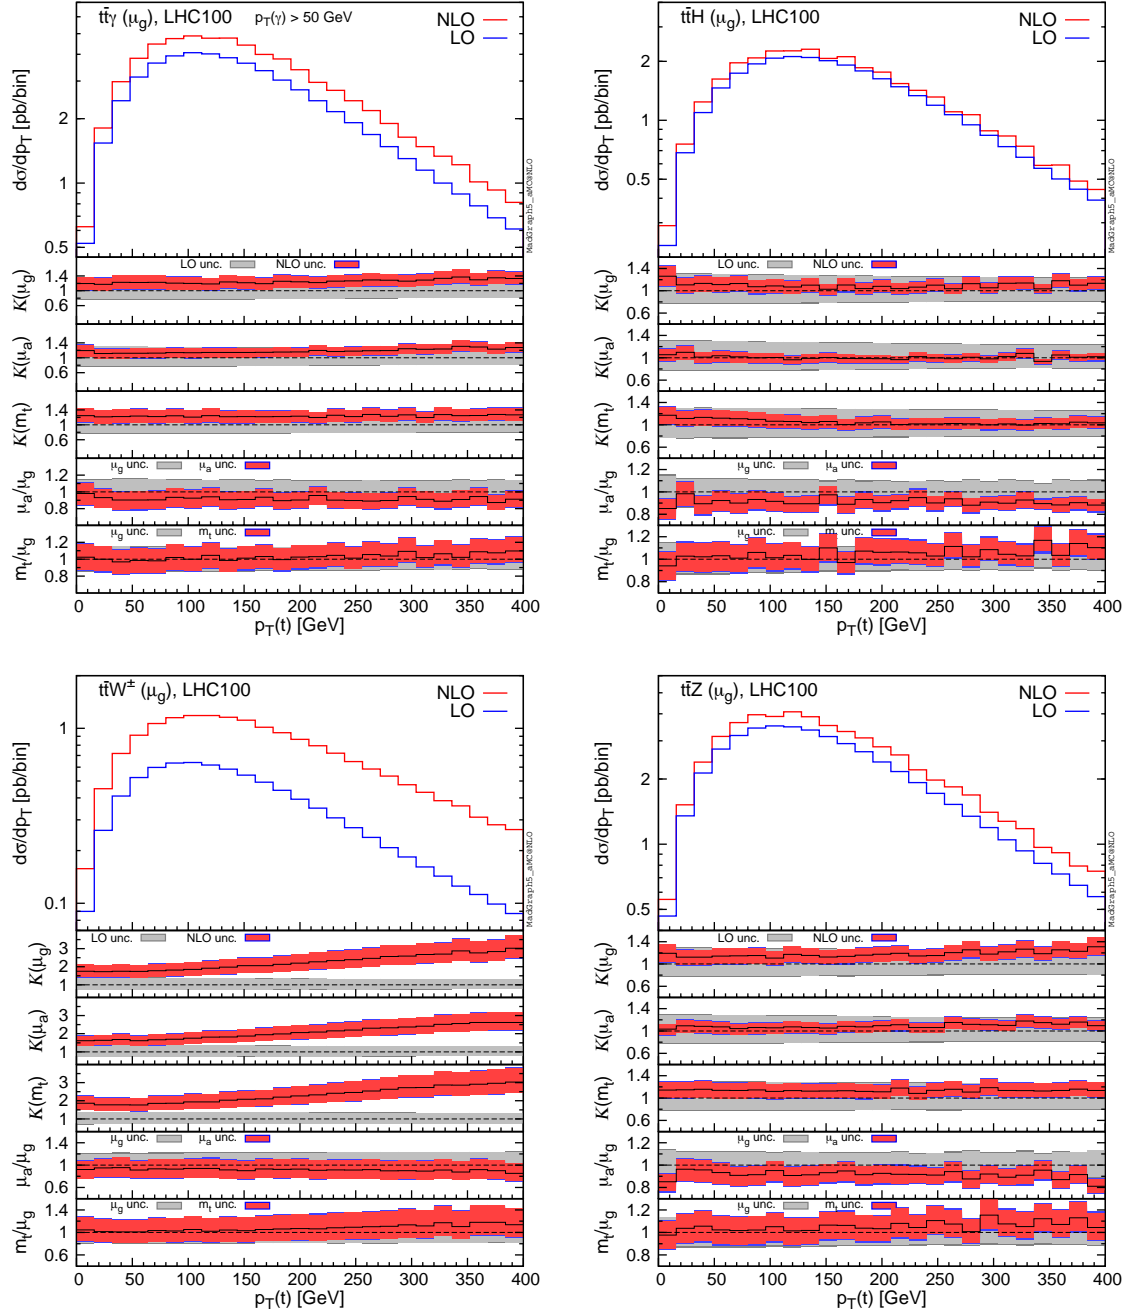 tt̄γ (μg), LHC100 pT(γ) > 50 GeV
NLO
LO
dσ/dpT [pb/bin]
2
1
0.5
MadGraph5_aMC@NLO
LO unc. NLO unc.
K(μg)
1.4
1
0.6
K(μa)
1.4
1
0.6
K(mt)
1.4
1
0.6
μg unc. μa unc.
μa/μg
1.2
1
0.8
μg unc. mt unc.
mt/μg
1.2
1
0.8
0 50 100 150 200 250 300 350 400
pT(t) [GeV]
tt̄H (μg), LHC100
NLO
LO
dσ/dpT [pb/bin]
2
1
0.5
MadGraph5_aMC@NLO
LO unc. NLO unc.
K(μg)
1.4
1
0.6
K(μa)
1.4
1
0.6
K(mt)
1.4
1
0.6
μg unc. μa unc.
μa/μg
1.2
1
0.8
μg unc. m unc.
mt/μg
1.2
1
0.8
0 50 100 150 200 250 300 350 400
pT(t) [GeV]
tt̄W± (μg), LHC100
NLO
LO
dσ/dpT [pb/bin]
1
0.1
MadGraph5_aMC@NLO
LO unc. NLO unc.
K(μg)
3
2
1
K(μa)
3
2
1
K(mt)
3
2
1
μg unc. μa unc.
μa/μg
1.4
1
0.6
μg unc. mt unc.
mt/μg
1.4
1
0.6
0 50 100 150 200 250 300 350 400
pT(t) [GeV]
tt̄Z (μg), LHC100
NLO
LO
dσ/dpT [pb/bin]
2
1
0.5
MadGraph5_aMC@NLO
LO unc. NLO unc.
K(μg)
1.4
1
0.6
K(μa)
1.4
1
0.6
K(mt)
1.4
1
0.6
μg unc. μa unc.
μa/μg
1.2
1
0.8
μg unc. mt unc.
mt/μg
1.2
1
0.8
0 50 100 150 200 250 300 350 400
pT(t) [GeV]